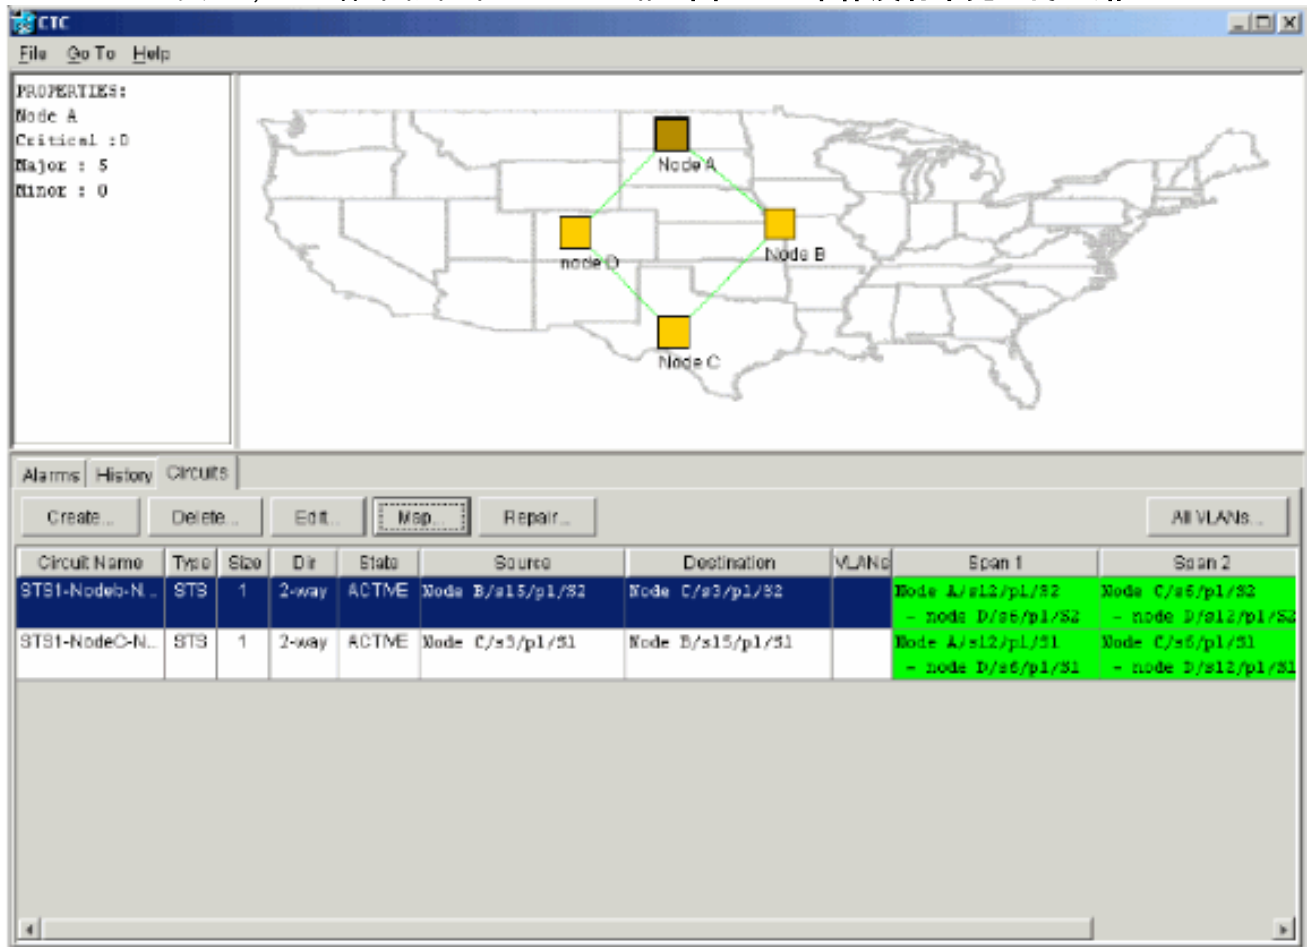 CTC
File Go To Help
PROPERTIES:
Node A
Critical :0
Major : 5
Minor : 0
Node A
Node B
node D
Node C
Alarms History Circuits
Create... Delete... Edit... Map... Repair... All VLANs...
Circuit Name Type Size Dir State Source Destination VLANs Span 1 Span 2
STS1-Nodeb-N... STS 1 2-way ACTIVE Node B/s15/p1/S2 Node C/s3/p1/S2 Node A/s12/p1/S2 Node C/s6/p1/S2
- node D/s6/p1/S2 - node D/s12/p1/S2
STS1-NodeC-N... STS 1 2-way ACTIVE Node C/s3/p1/S1 Node B/s15/p1/S1 Node A/s12/p1/S1 Node C/s6/p1/S1
- node D/s6/p1/S1 - node D/s12/p1/S1